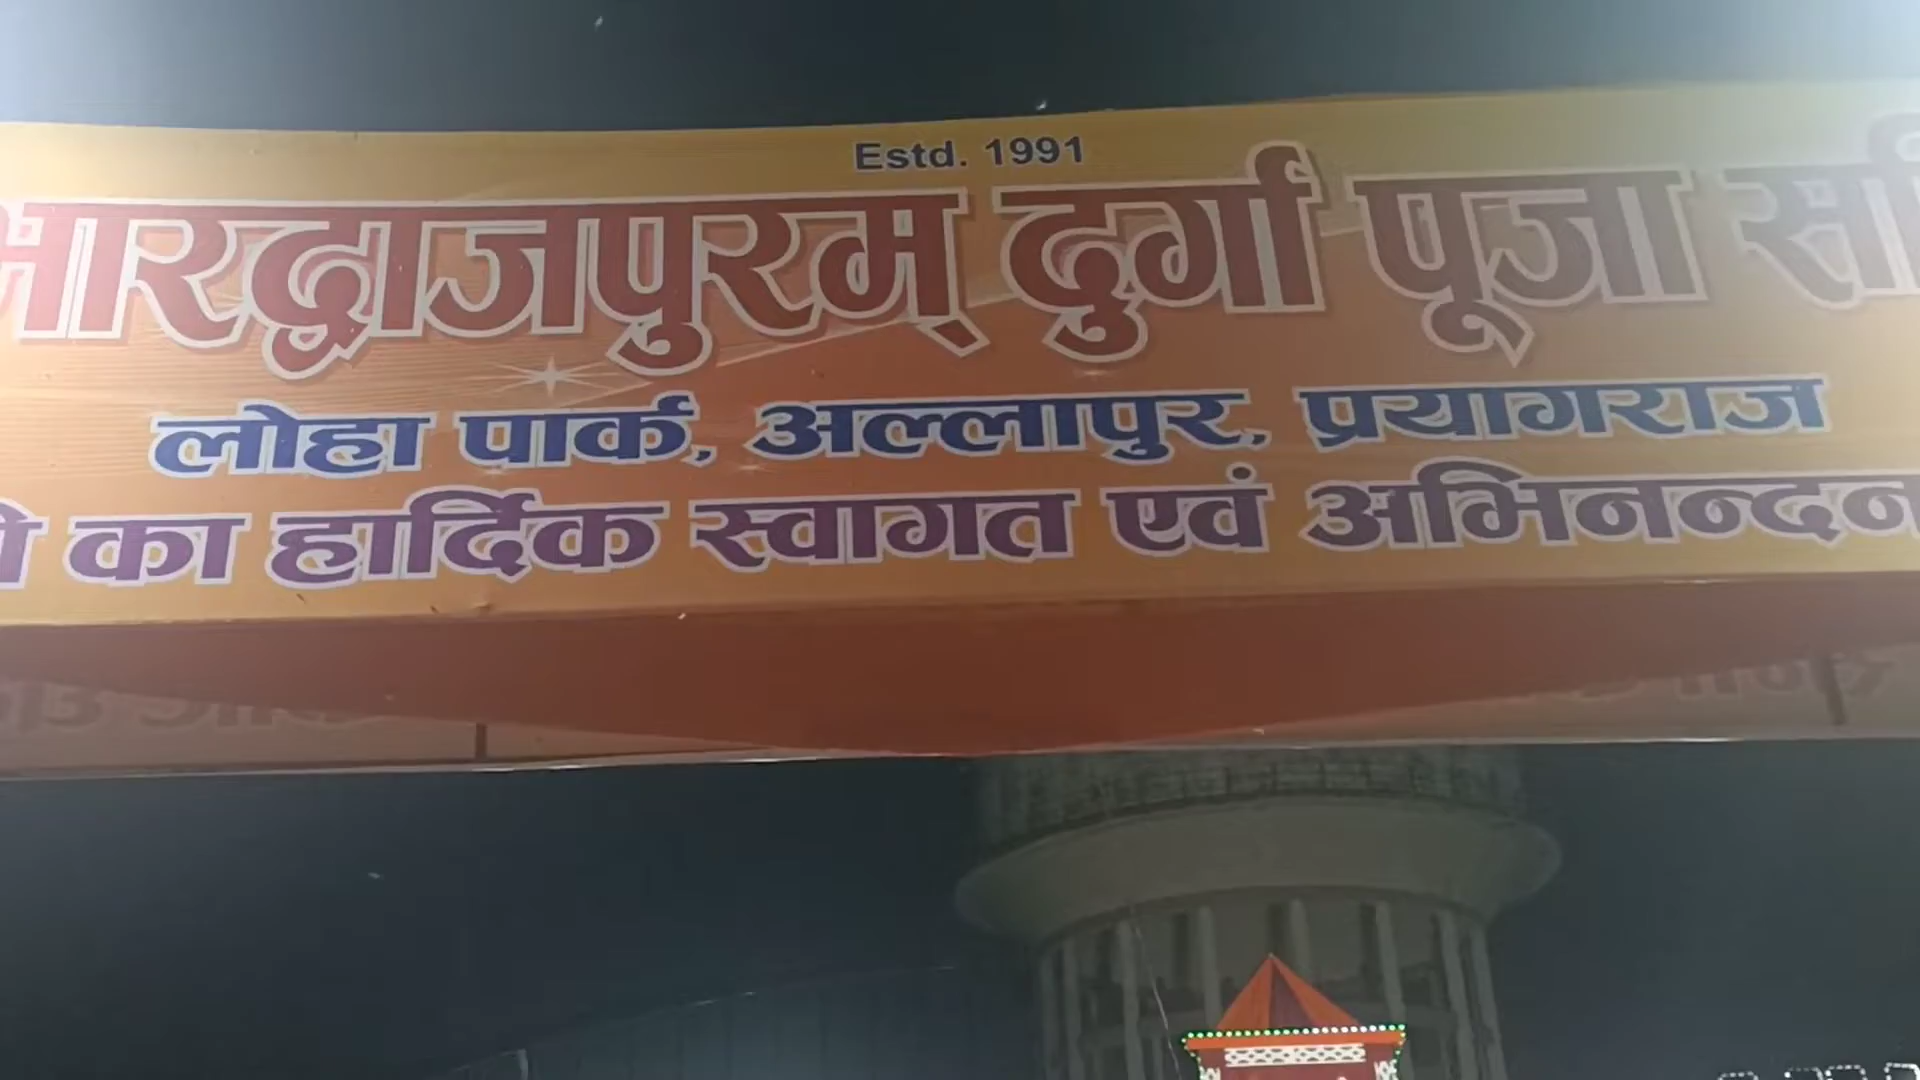 Estd. 1991
भारद्वाजपुरम् दुर्गा पूजा
लोहा पार्क, अल्लापुर, प्रयागराज
का हार्दिक स्वागत एवं अभिनन्दन